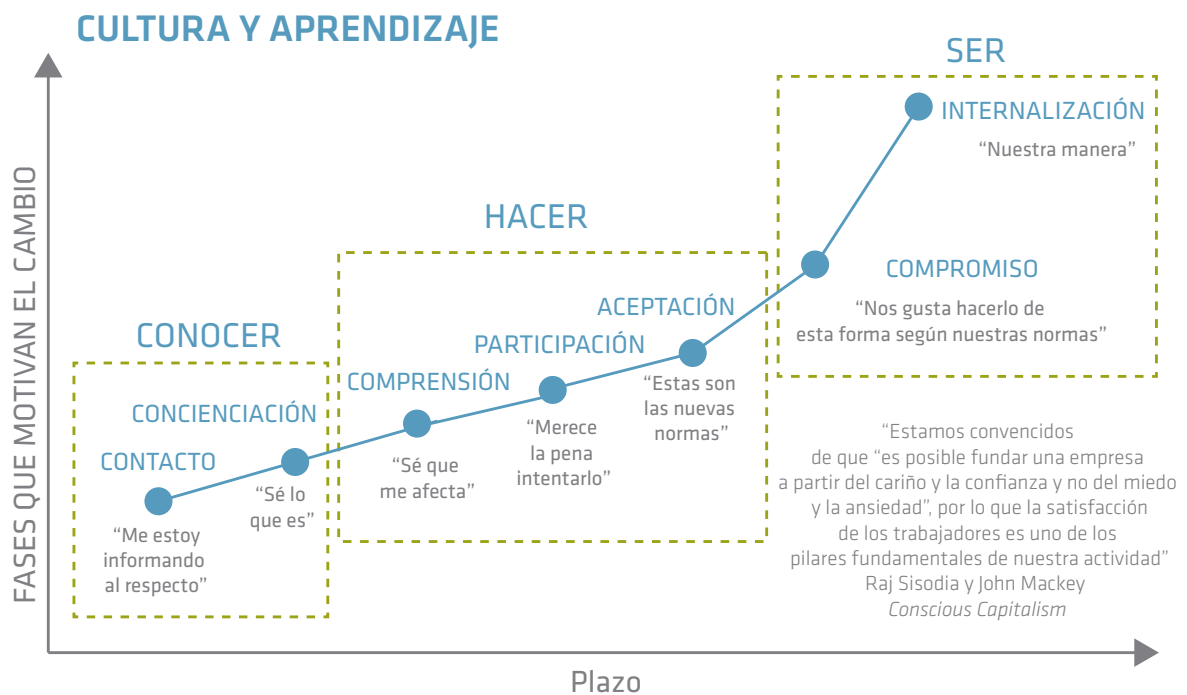 CULTURA Y APRENDIZAJE
FASES QUE MOTIVAN EL CAMBIO
CONOCER
CONTACTO
“Me estoy
informando
al respecto”
CONCIENCIACIÓN
“Sé lo
que es”
HACER
COMPRENSIÓN
“Sé que
me afecta”
PARTICIPACIÓN
“Merece
la pena
intentarlo”
ACEPTACIÓN
“Estas son
las nuevas
normas”
SER
INTERNALIZACIÓN
“Nuestra manera”
COMPROMISO
“Nos gusta hacerlo de
esta forma según nuestras normas”
“Estamos convencidos
de que “es posible fundar una empresa
a partir del cariño y la confianza y no del miedo
y la ansiedad”, por lo que la satisfacción
de los trabajadores es uno de los
pilares fundamentales de nuestra actividad”
Raj Sisodia y John Mackey
Conscious Capitalism
Plazo